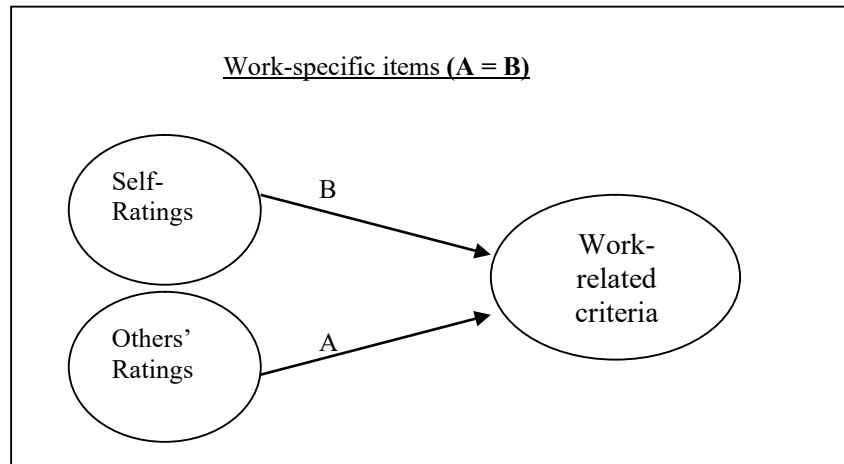 Work-specific items (A = B)
Self-
Ratings
B
Work-
related
criteria
Others’
Ratings
A